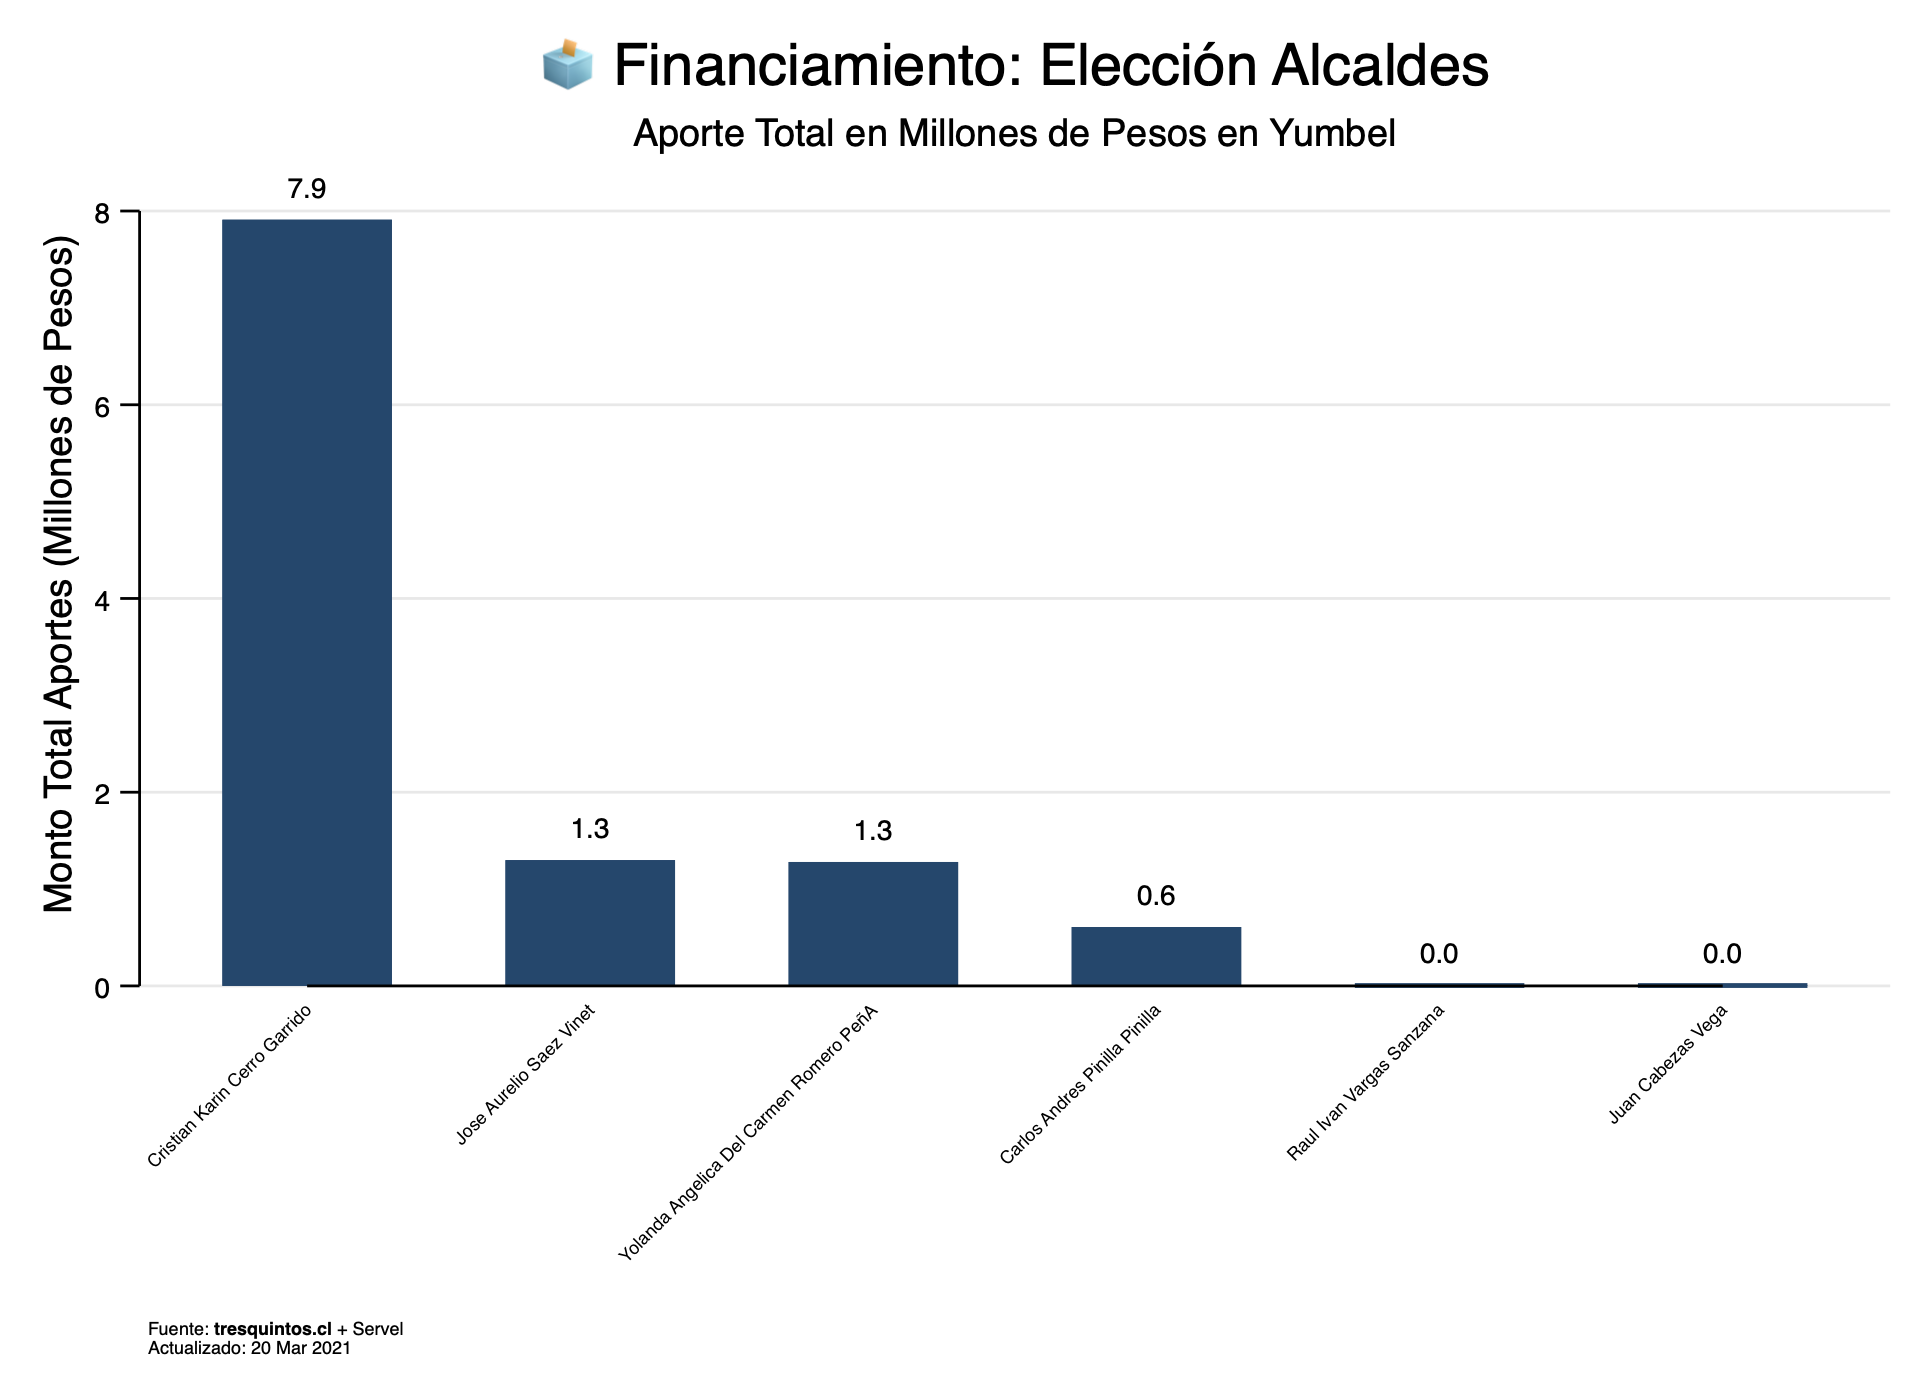 Financiamiento: Elección Alcaldes
Aporte Total en Millones de Pesos en Yumbel
Monto Total Aportes (Millones de Pesos)
8
6
4
2
0
7.9
1.3
1.3
0.6
0.0
0.0
Cristian Karin Cerro Garrido
Jose Aurelio Saez Vinet
Yolanda Angelica Del Carmen Romero PeñA
Carlos Andres Pinilla Pinilla
Raul Ivan Vargas Sanzana
Juan Cabezas Vega
Fuente: tresquintos.cl + Servel
Actualizado: 20 Mar 2021